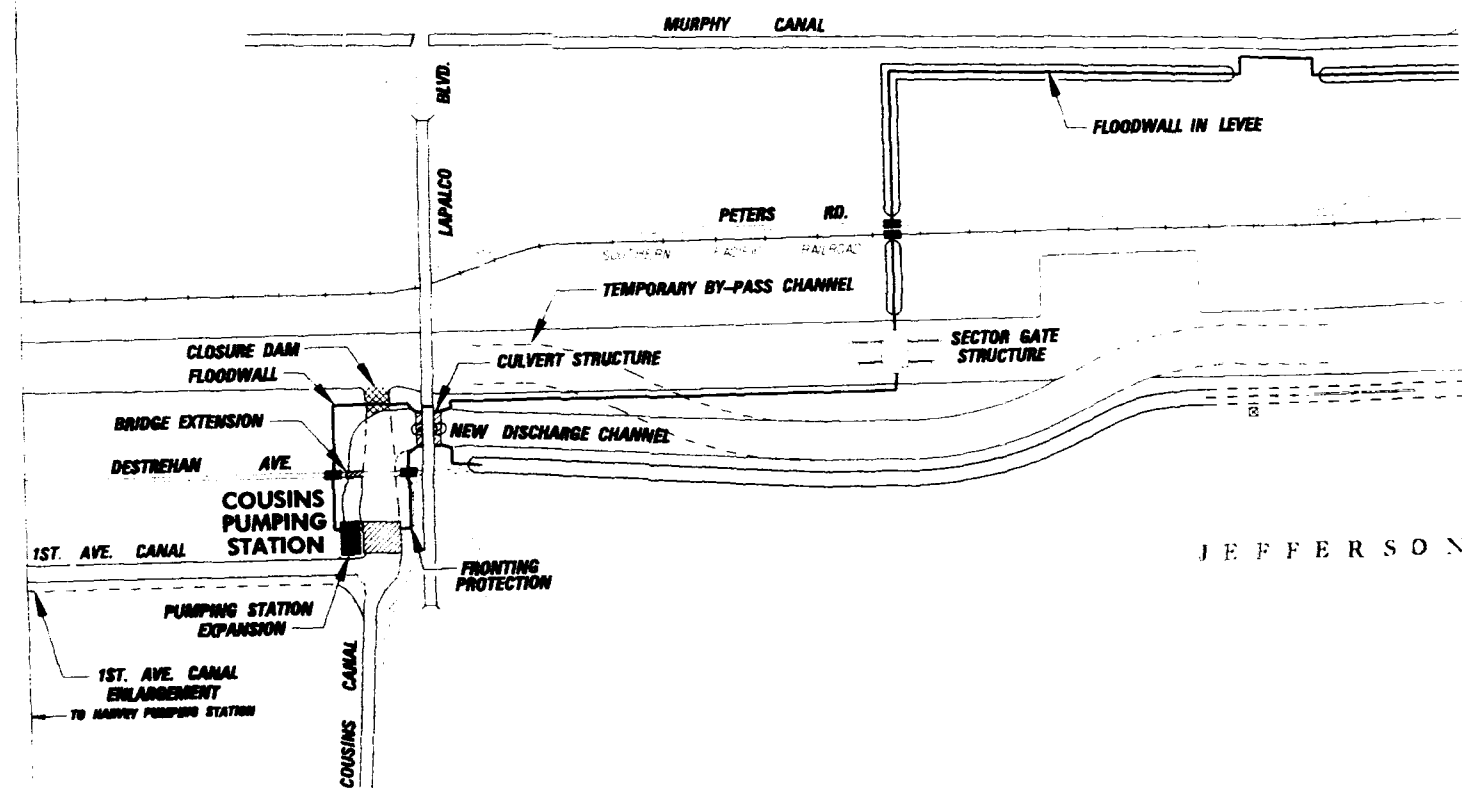 MURPHY CANAL
LAPALCO BLVD.
FLOODWALL IN LEVEE
PETERS RD.
SOUTHERN PACIFIC RAILROAD
TEMPORARY BY-PASS CHANNEL
CLOSURE DAM
FLOODWALL
CULVERT STRUCTURE
SECTOR GATE
STRUCTURE
BRIDGE EXTENSION
NEW DISCHARGE CHANNEL
DESTREHAN AVE.
COUSINS
PUMPING
STATION
1ST. AVE. CANAL
JEFFERSON
FRONTING
PROTECTION
PUMPING STATION
EXPANSION
1ST. AVE. CANAL
ENLARGEMENT
TO HARVEY PUMPING STATION
COUSINS CANAL